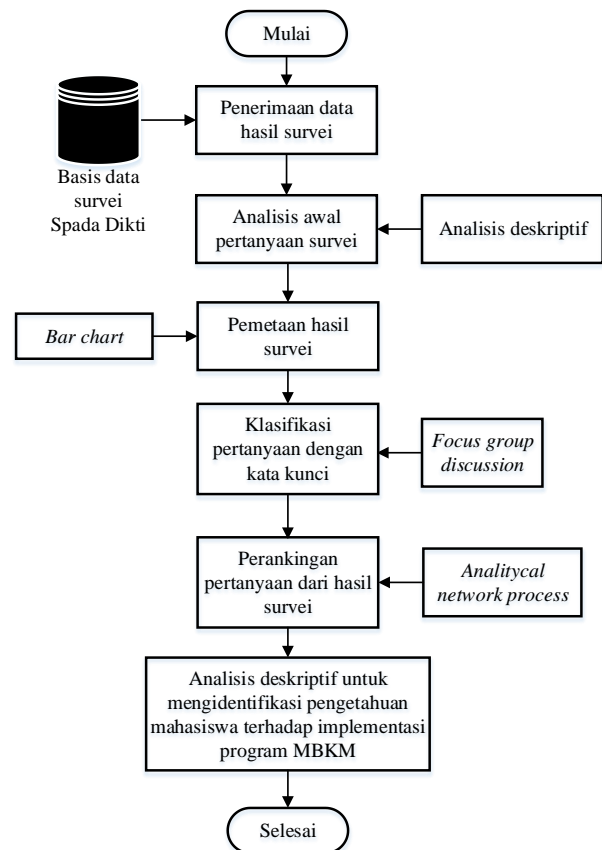 Mulai
Penerimaan data
hasil survei
Basis data
survei
Spada Dikti
Analisis awal
pertanyaan survei
Analisis deskriptif
Bar chart
Pemetaan hasil
survei
Klasifikasi
pertanyaan dengan
kata kunci
Focus group
discussion
Perankingan
pertanyaan dari hasil
survei
Analitycal
network process
Analisis deskriptif untuk
mengidentifikasi pengetahuan
mahasiswa terhadap implementasi
program MBKM
Selesai